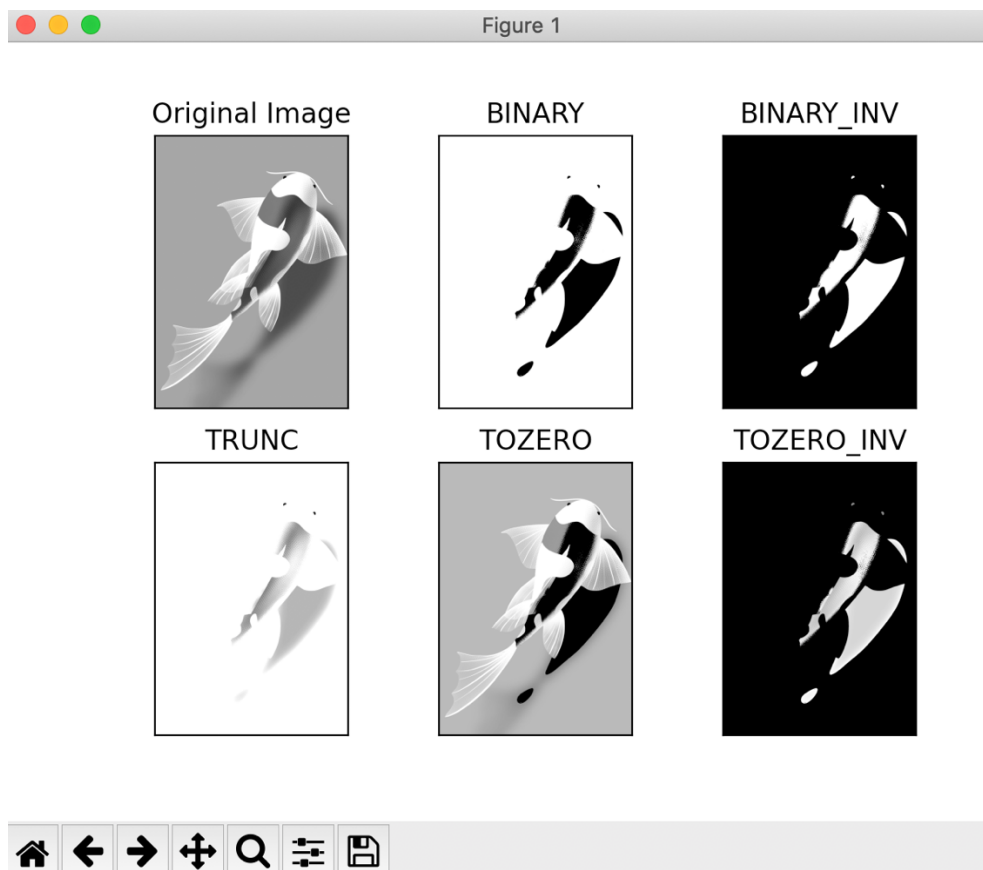 Figure 1
Original Image
BINARY
BINARY_INV
TRUNC
TOZERO
TOZERO_INV